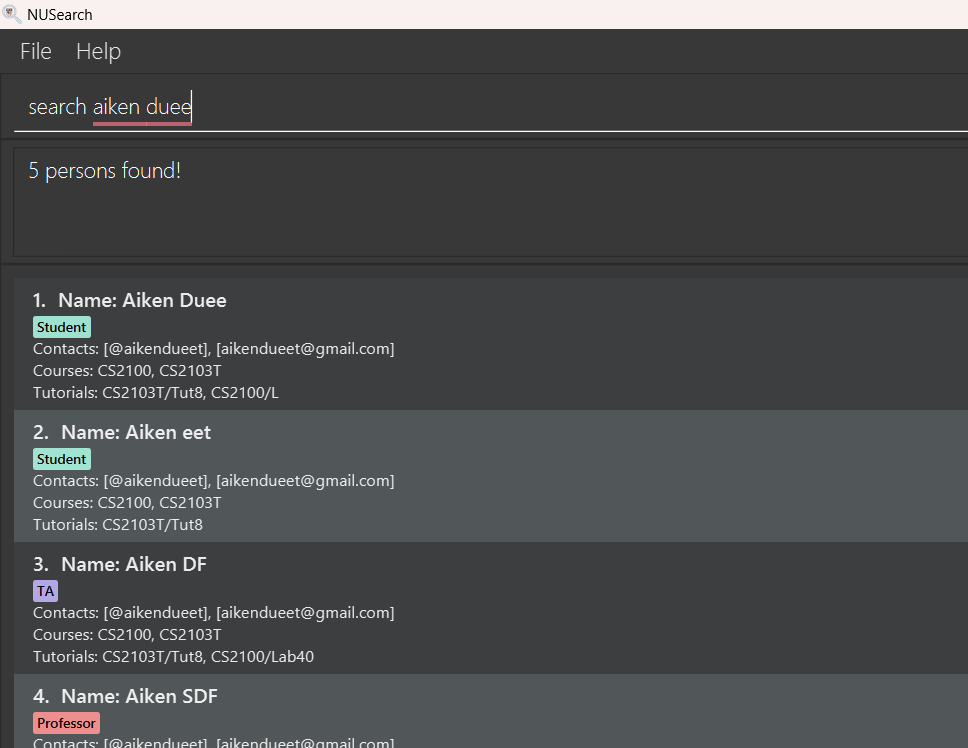 NUSearch
File Help
search aiken duee
5 persons found!
1. Name: Aiken Duee
Student
Contacts: [@aikendueet], [aikendueet@gmail.com]
Courses: CS2100, CS2103T
Tutorials: CS2103T/Tut8, CS2100/L
2. Name: Aiken eet
Student
Contacts: [@aikendueet], [aikendueet@gmail.com]
Courses: CS2100, CS2103T
Tutorials: CS2103T/Tut8
3. Name: Aiken DF
TA
Contacts: [@aikendueet], [aikendueet@gmail.com]
Courses: CS2100, CS2103T
Tutorials: CS2103T/Tut8, CS2100/Lab40
4. Name: Aiken SDF
Professor
Contacts: [@aikendueet], [aikendueet@gmail.com]